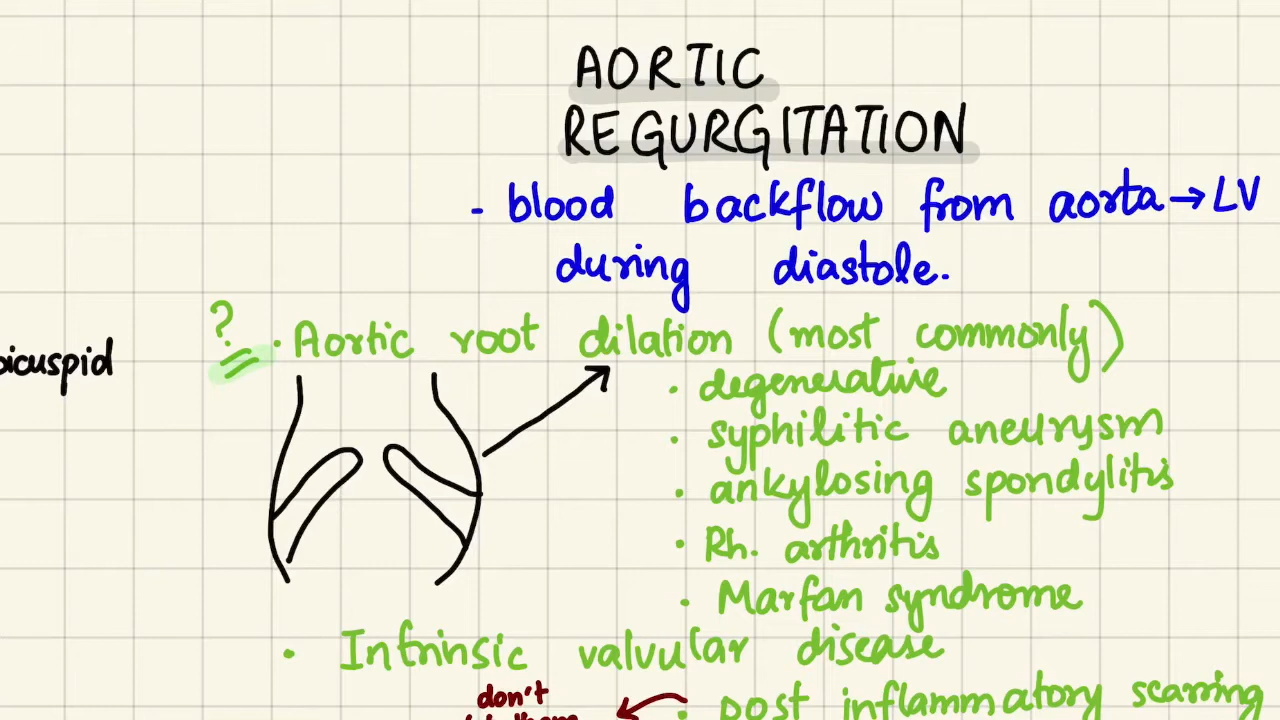 AORTIC
REGURGITATION
- blood backflow from aorta → LV
during diastole.
? · Aortic root dilation (most commonly)
bicuspid
· degenerative
· syphilitic aneurysm
· ankylosing spondylitis
· Rh. arthritis
· Marfan syndrome
· Intrinsic valvular disease
don't
· post inflammatory scarring